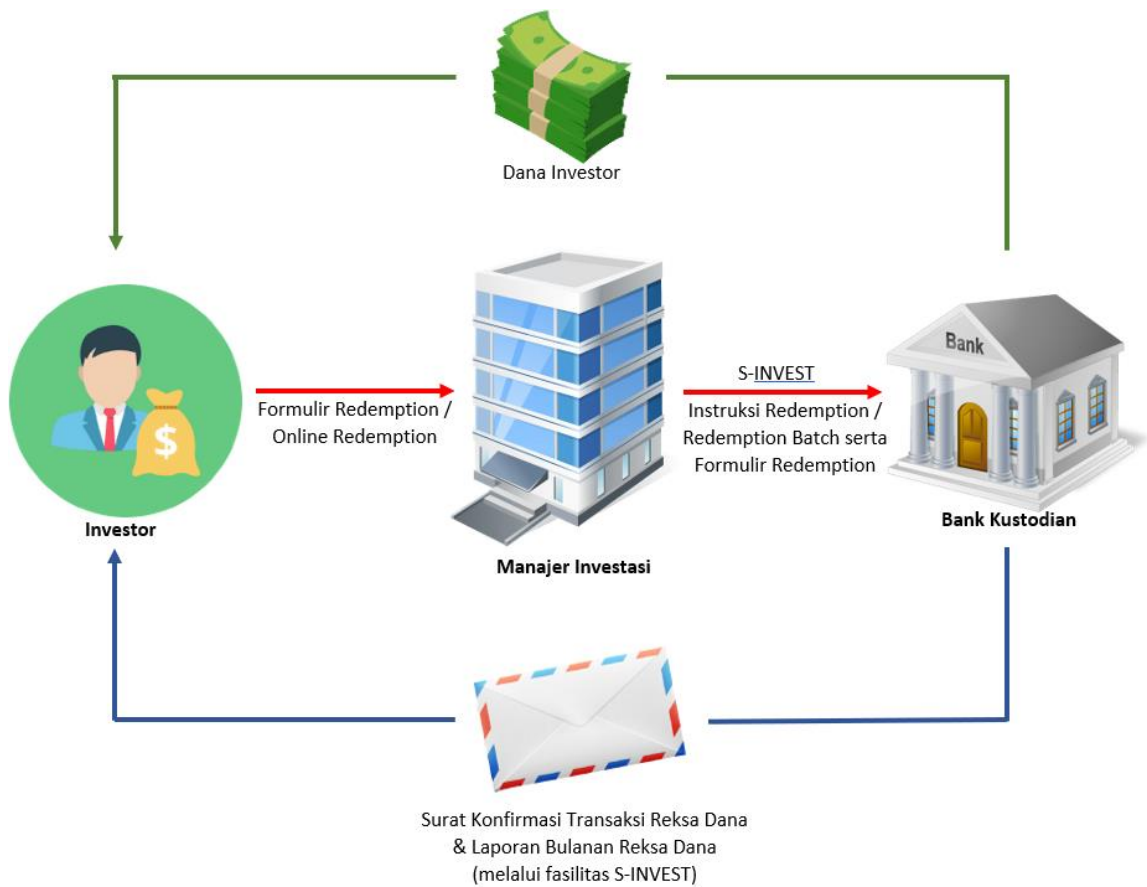 Dana Investor
Bank
S-INVEST
Formulir Redemption /
Online Redemption
Instruksi Redemption /
Redemption Batch serta
Formulir Redemption
Investor
Manajer Investasi
Bank Kustodian
Surat Konfirmasi Transaksi Reksa Dana
& Laporan Bulanan Reksa Dana
(melalui fasilitas S-INVEST)